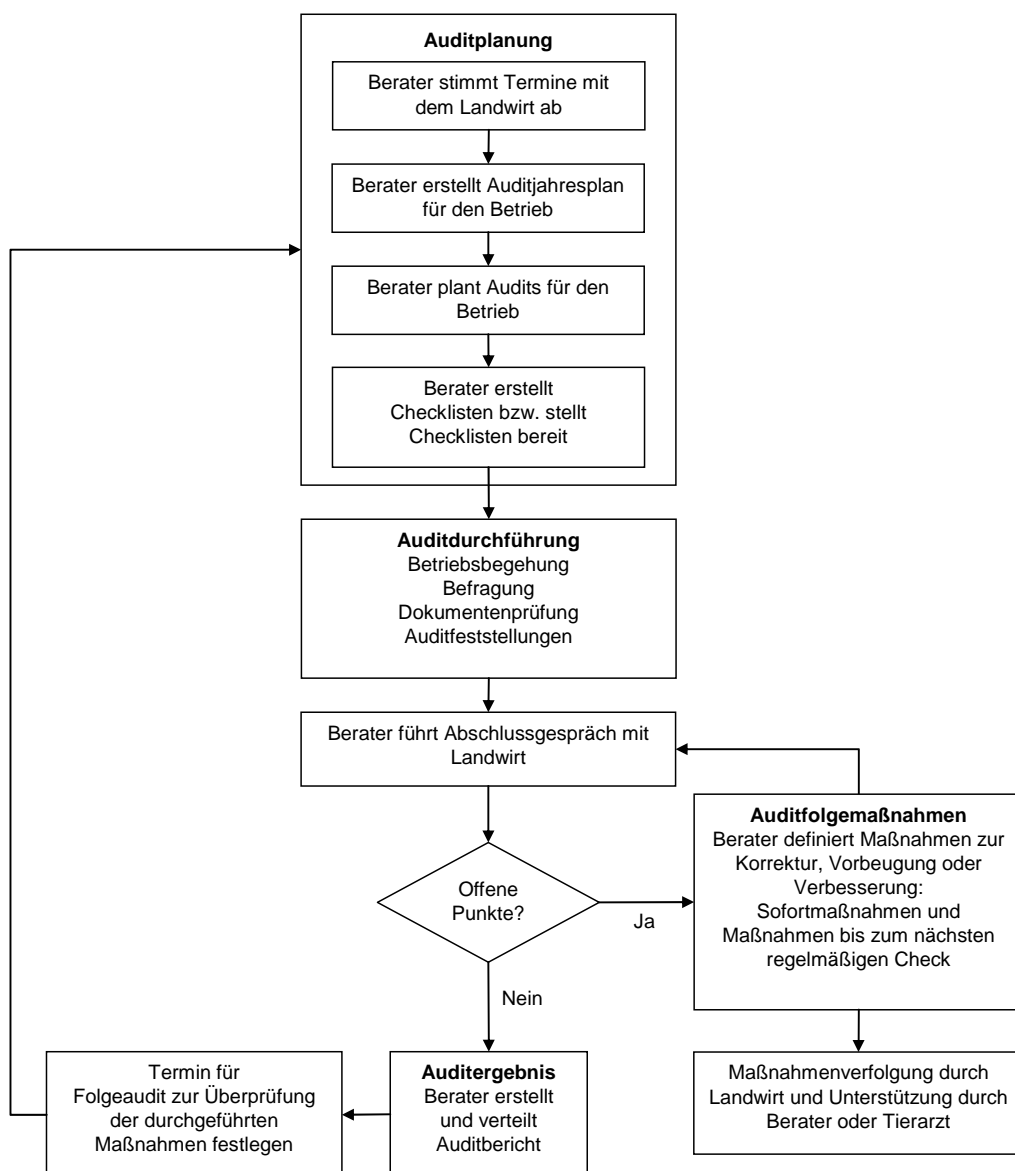 Auditplanung
Berater stimmt Termine mit
dem Landwirt ab
Berater erstellt Auditjahresplan
für den Betrieb
Berater plant Audits für den
Betrieb
Berater erstellt
Checklisten bzw. stellt
Checklisten bereit
Auditdurchführung
Betriebsbegehung
Befragung
Dokumentenprüfung
Auditfeststellungen
Berater führt Abschlussgespräch mit
Landwirt
Offene
Punkte?
Ja
Auditfolgemaßnahmen
Berater definiert Maßnahmen zur
Korrektur, Vorbeugung oder
Verbesserung:
Sofortmaßnahmen und
Maßnahmen bis zum nächsten
regelmäßigen Check
Nein
Termin für
Folgeaudit zur Überprüfung
der durchgeführten
Maßnahmen festlegen
Auditergebnis
Berater erstellt
und verteilt
Auditbericht
Maßnahmenverfolgung durch
Landwirt und Unterstützung durch
Berater oder Tierarzt